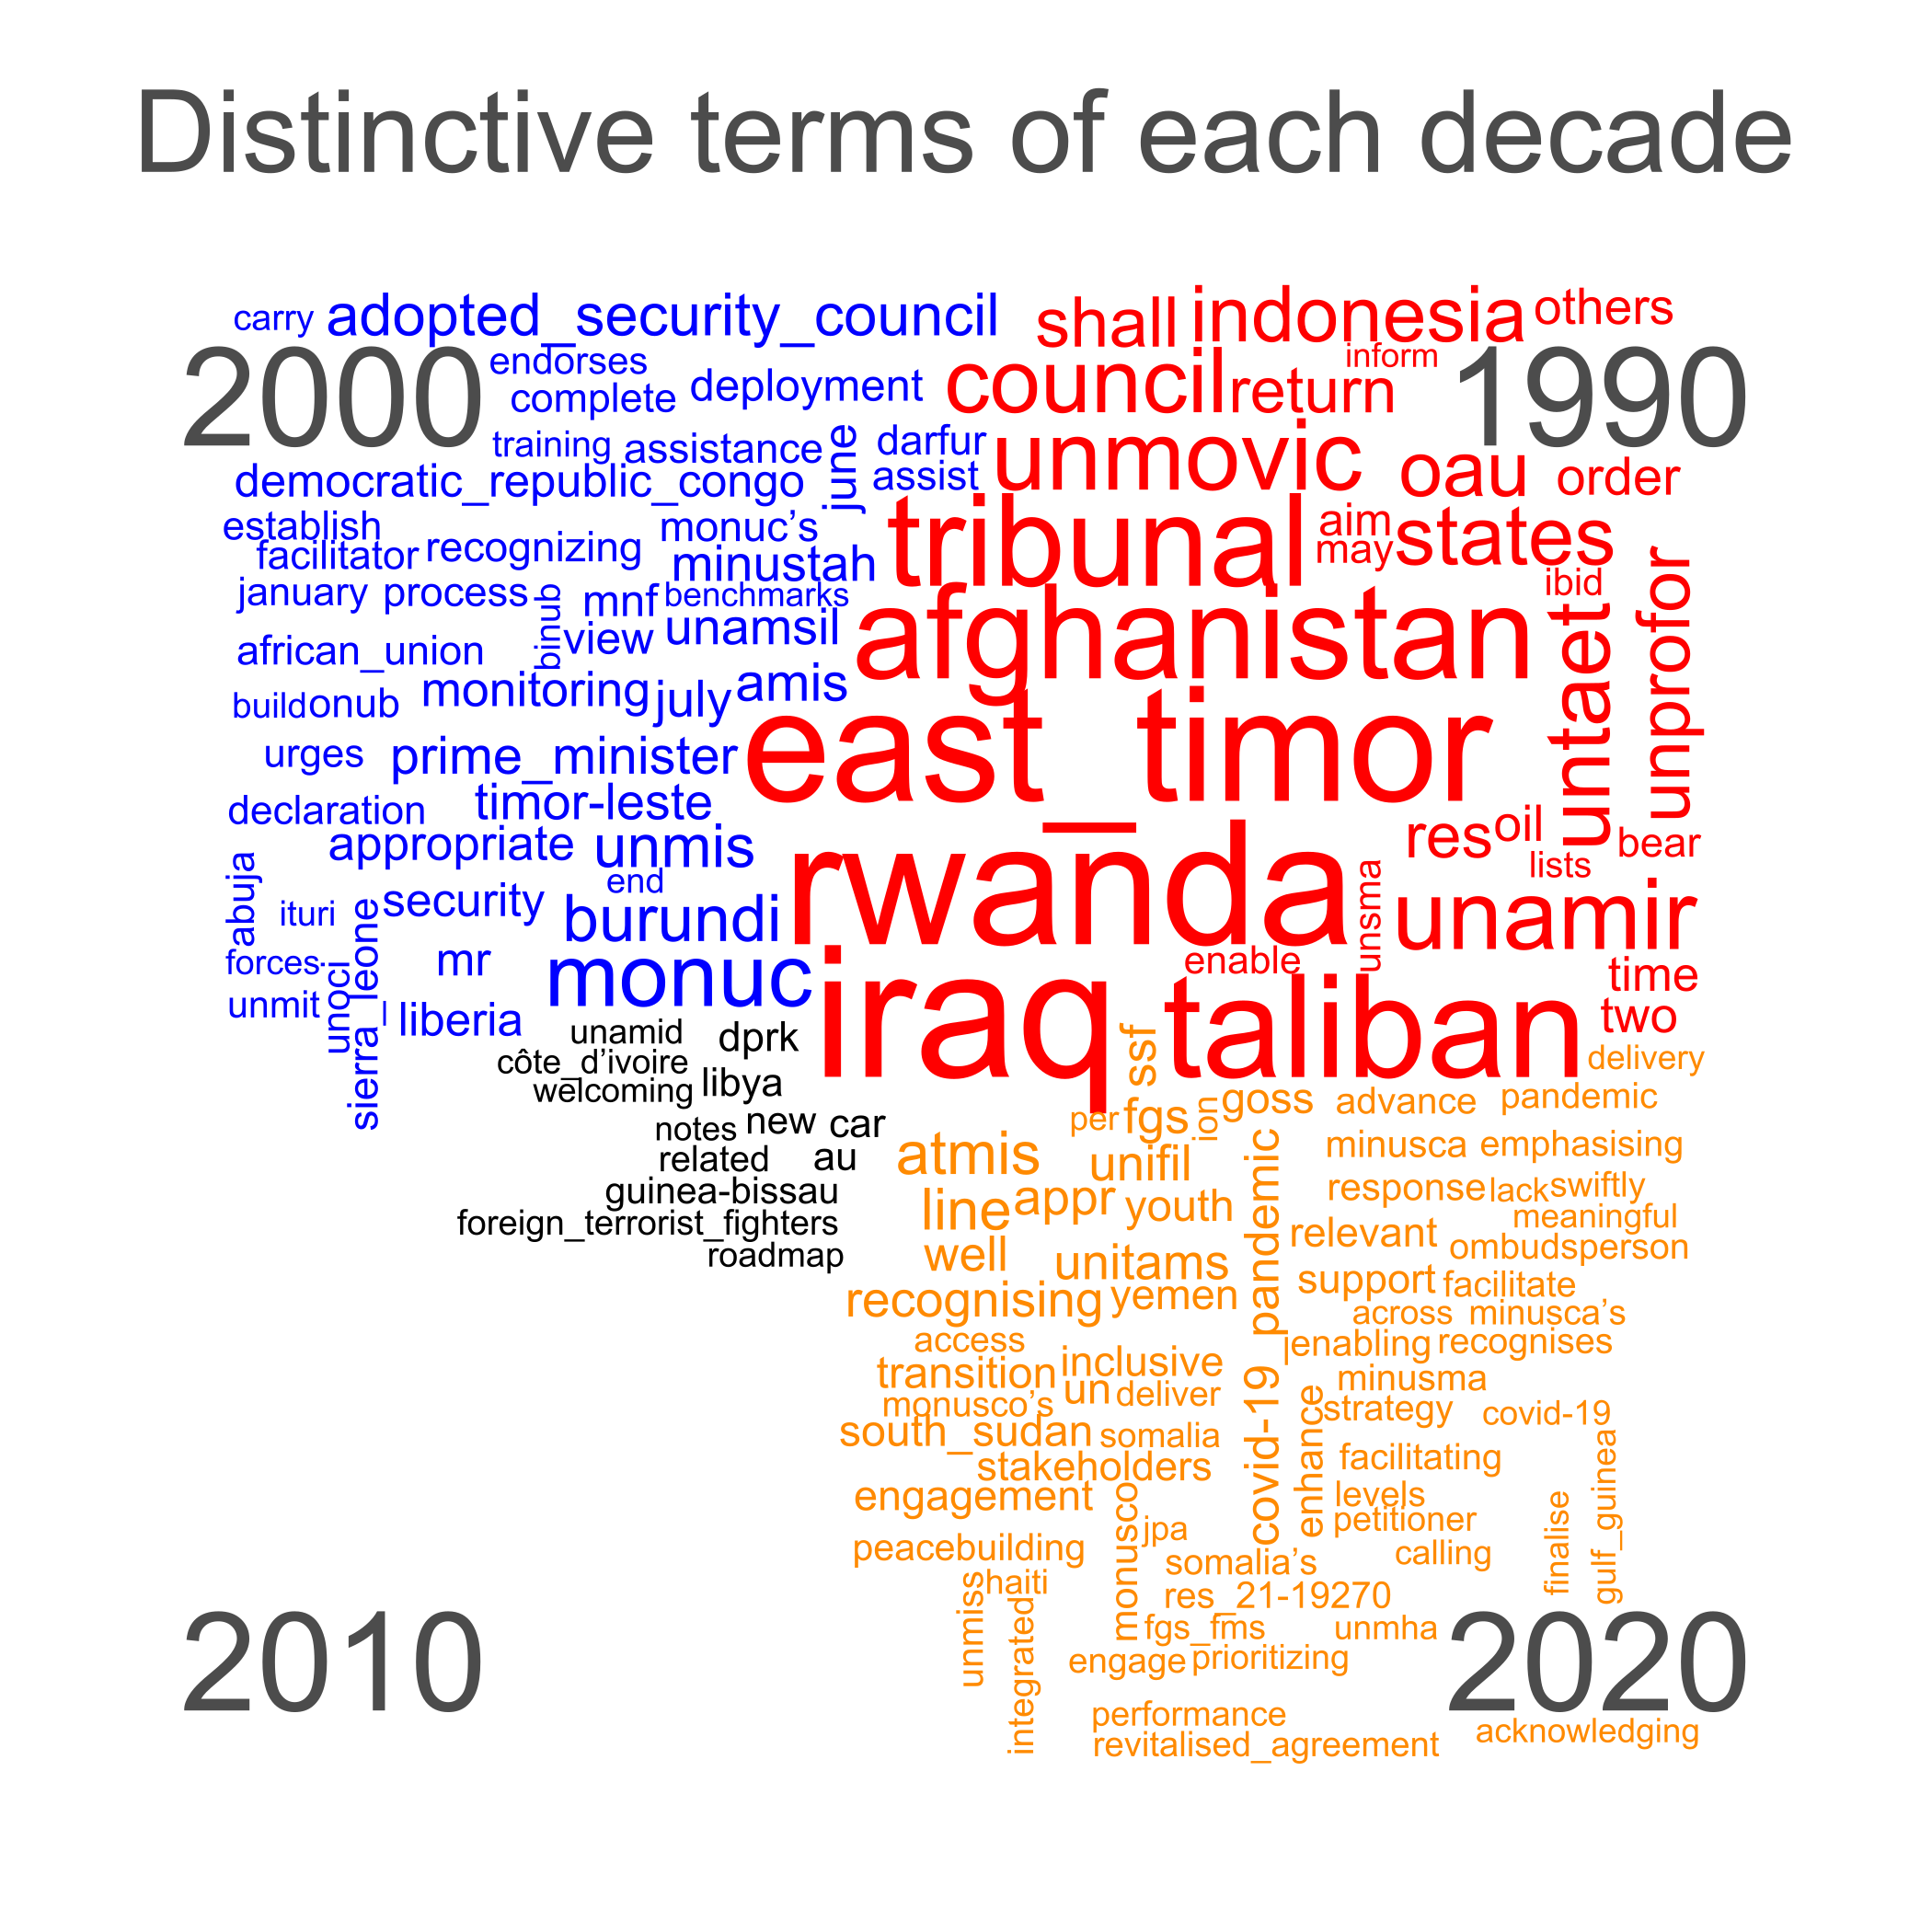 Distinctive terms of each decade
2000
carry
adopted_security_council
endorses
complete
deployment
training
assistance
june
darfur
assist
democratic_republic_congo
establish
facilitator
recognizing
monuc’s
minustah
january
process
binub
mnf
benchmarks
view
unamsil
african_union
build
onub
monitoring
july
amis
urges
prime_minister
declaration
timor-leste
appropriate
unmis
end
abuja
ituri
security
burundi
sierra_leone
forces
mr
unoci
monuc
unmit
liberia
1990
shall
indonesia
others
inform
council
return
unmovic
oau
order
tribunal
aim
may
states
ibid
afghanistan
untaet
unprofor
east_timor
res
oil
bear
lists
rwanda
unsma
unamir
enable
time
iraq
taliban
two
2010
unamid
dprk
côte_d’ivoire
welcoming
libya
notes
new
car
related
au
guinea-bissau
foreign_terrorist_fighters
roadmap
2020
delivery
ssf
per
fgs
ion
goss
advance
pandemic
atmis
unifil
minusca
emphasising
line
appr
youth
response
lack
swiftly
meaningful
well
unitams
relevant
ombudsperson
support
facilitate
recognising
yemen
across
minusca’s
access
covid-19_pandemic
enabling
recognises
transition
inclusive
un
deliver
minusma
monusco’s
enhance
strategy
covid-19
south_sudan
somalia
stakeholders
facilitating
engagement
monusco
levels
petitioner
finalise
gulf_guinea
jpa
peacebuilding
somalia’s
calling
unmiss
haiti
integrated
res_21-19270
fgs_fms
unmha
engage
prioritizing
performance
revitalised_agreement
acknowledging